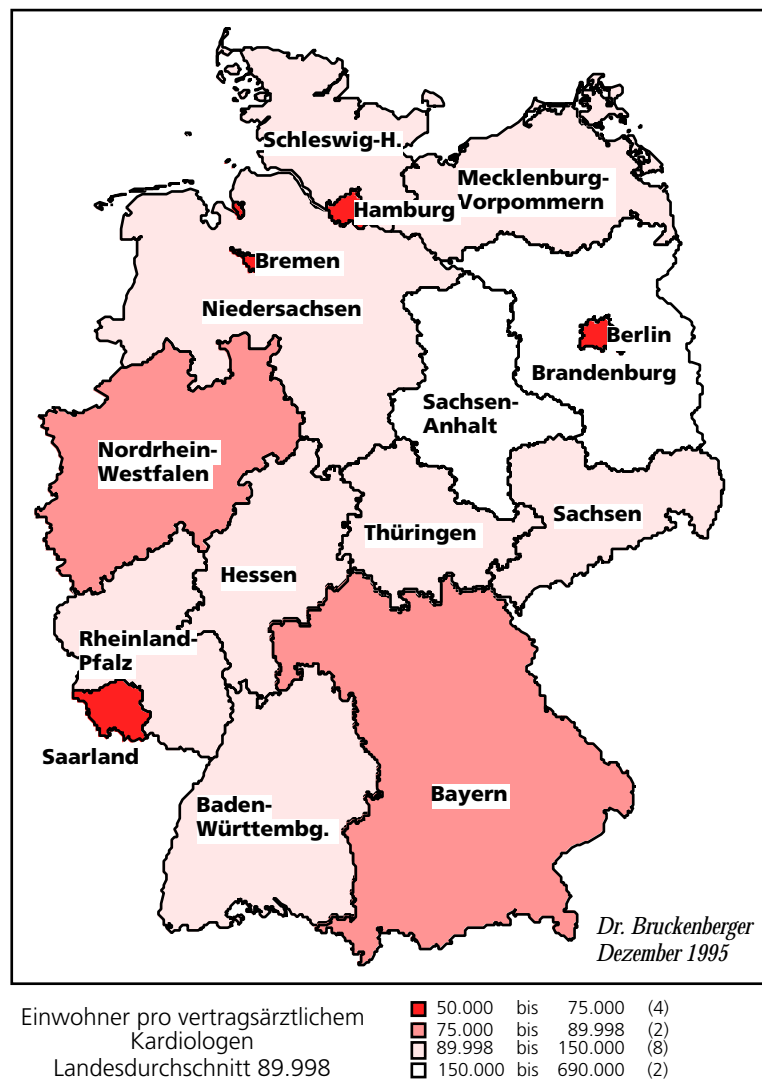 Schleswig-H.
Mecklenburg-
Vorpommern
Hamburg
Bremen
Niedersachsen
Berlin
Brandenburg
Sachsen-
Anhalt
Nordrhein-
Westfalen
Sachsen
Thüringen
Hessen
Rheinland-
Pfalz
Saarland
Bayern
Baden-
Württembg.
Dr. Bruckenberger
Dezember 1995
Einwohner pro vertragsärztlichem
Kardiologen
Landesdurchschnitt 89.998
50.000 bis 75.000 (4)
75.000 bis 89.998 (2)
89.998 bis 150.000 (8)
150.000 bis 690.000 (2)